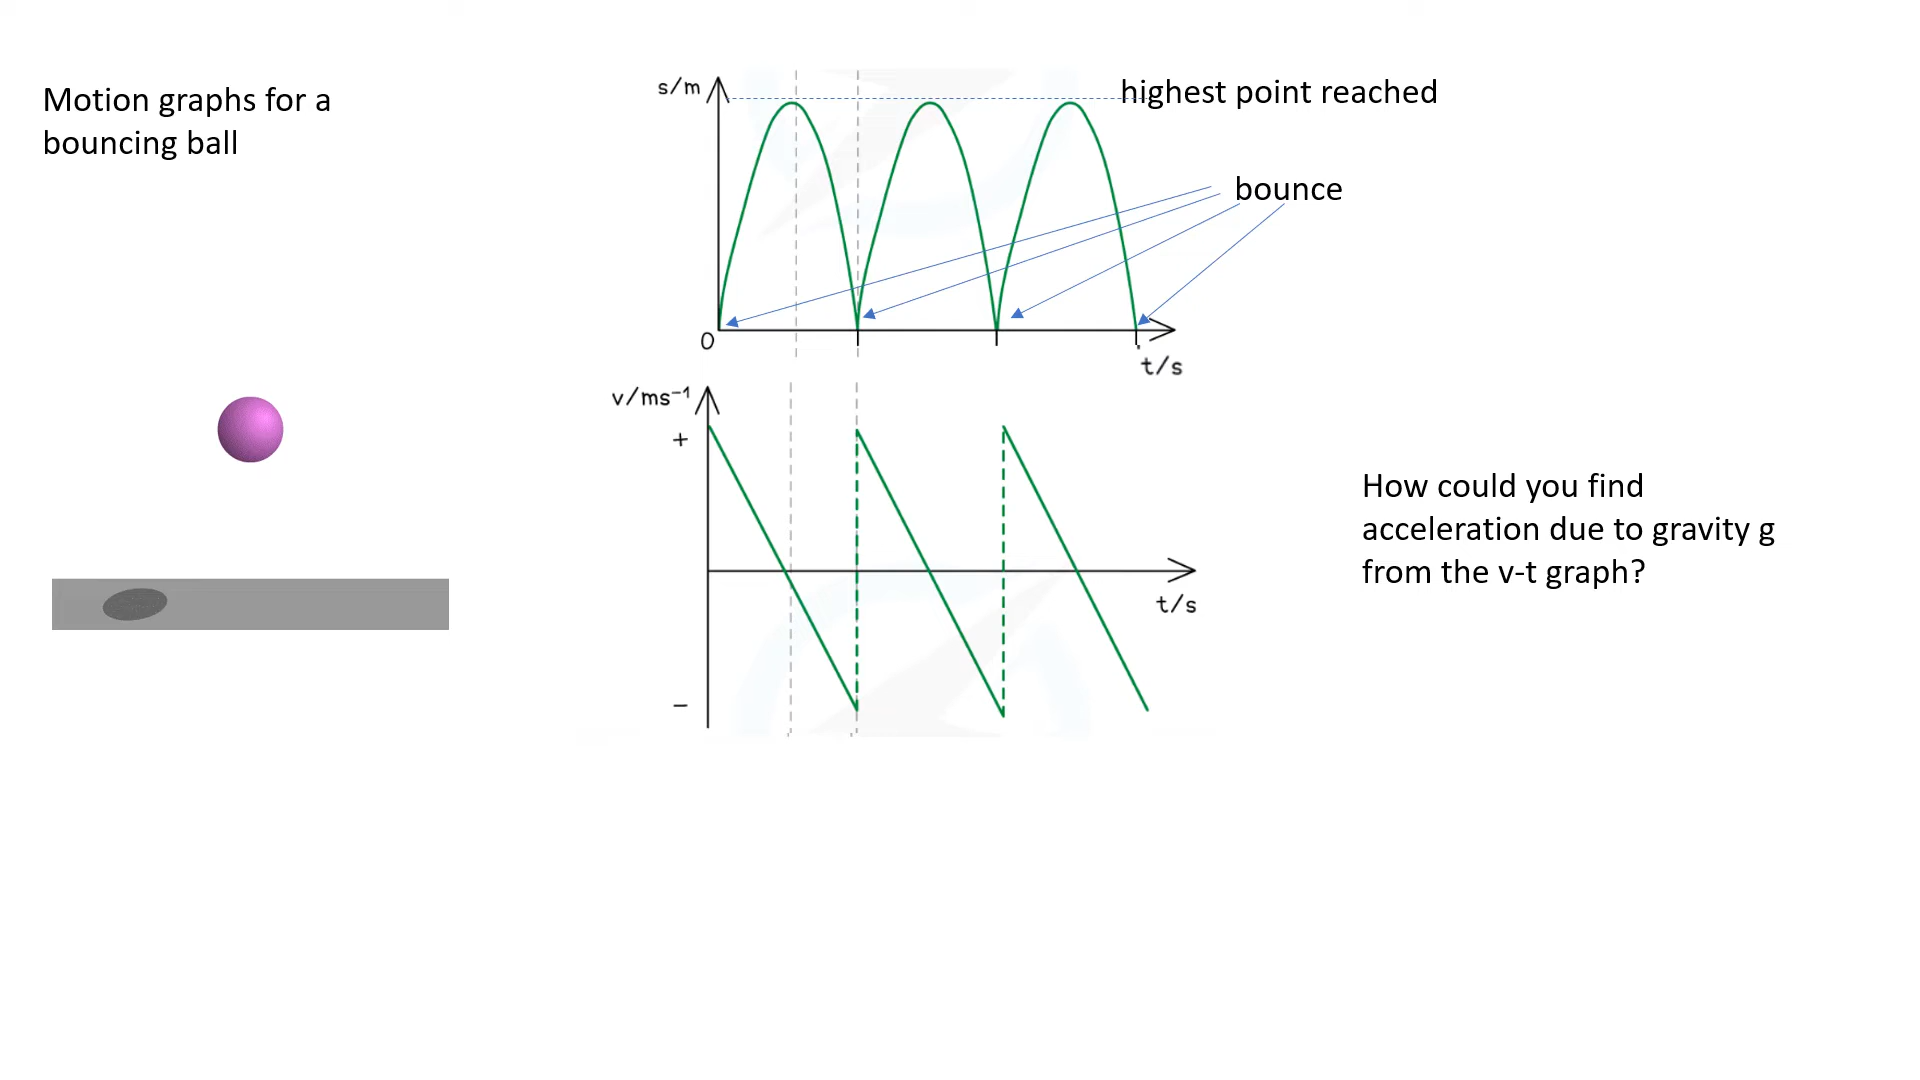 Motion graphs for a
bouncing ball
s/m
highest point reached
bounce
0
t/s
v/ms⁻¹
+
−
t/s
How could you find
acceleration due to gravity g
from the v-t graph?